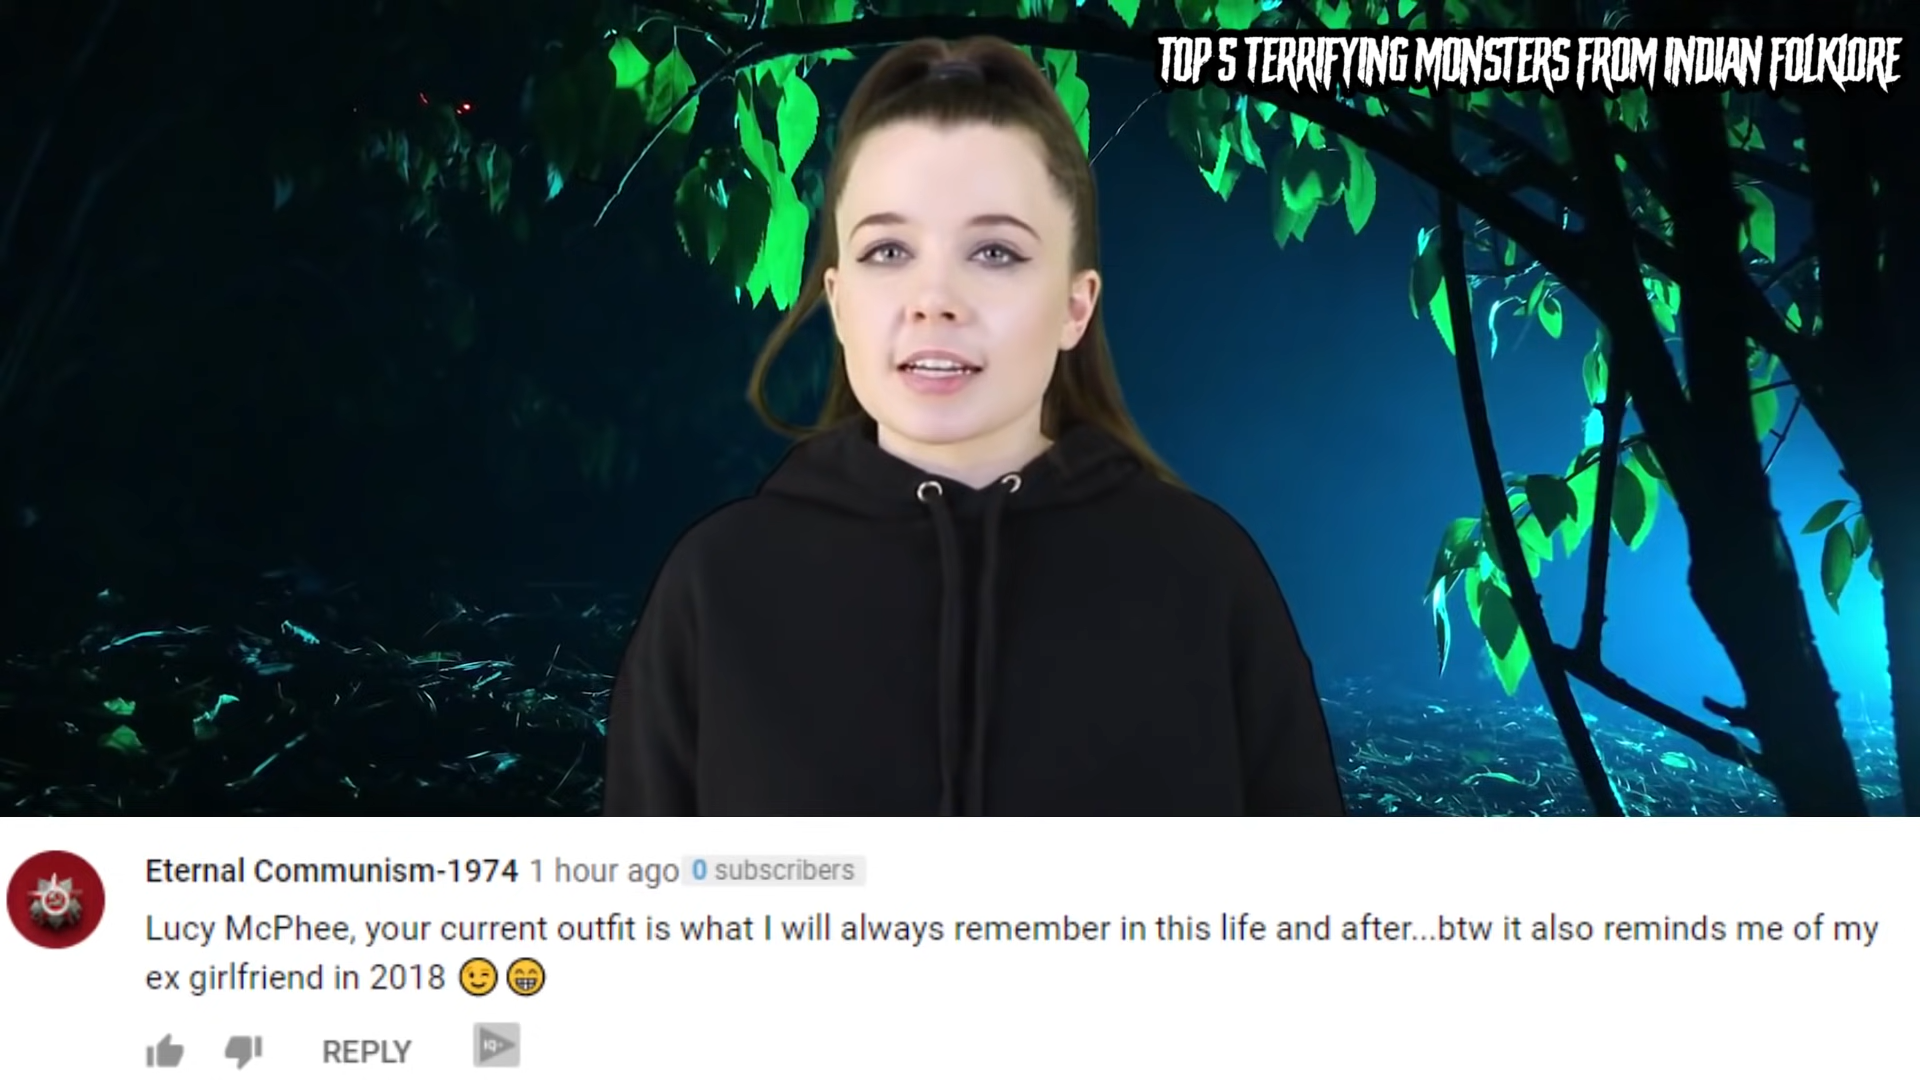 TOP 5 TERRIFYING MONSTERS FROM INDIAN FOLKLORE
Eternal Communism-1974 1 hour ago 0 subscribers
Lucy McPhee, your current outfit is what I will always remember in this life and after...btw it also reminds me of my
ex girlfriend in 2018 😉😁
REPLY IQ